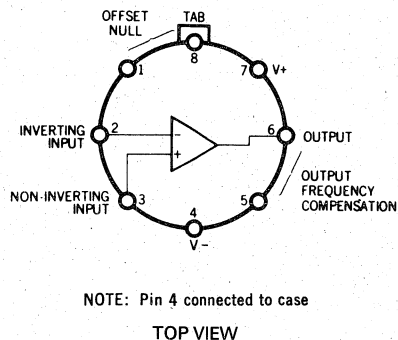 OFFSET
NULL
TAB
8
1
7
V+
INVERTING
INPUT
2
-
+
6
OUTPUT
NON-INVERTING
INPUT
3
4
V-
5
OUTPUT
FREQUENCY
COMPENSATION
NOTE: Pin 4 connected to case
TOP VIEW